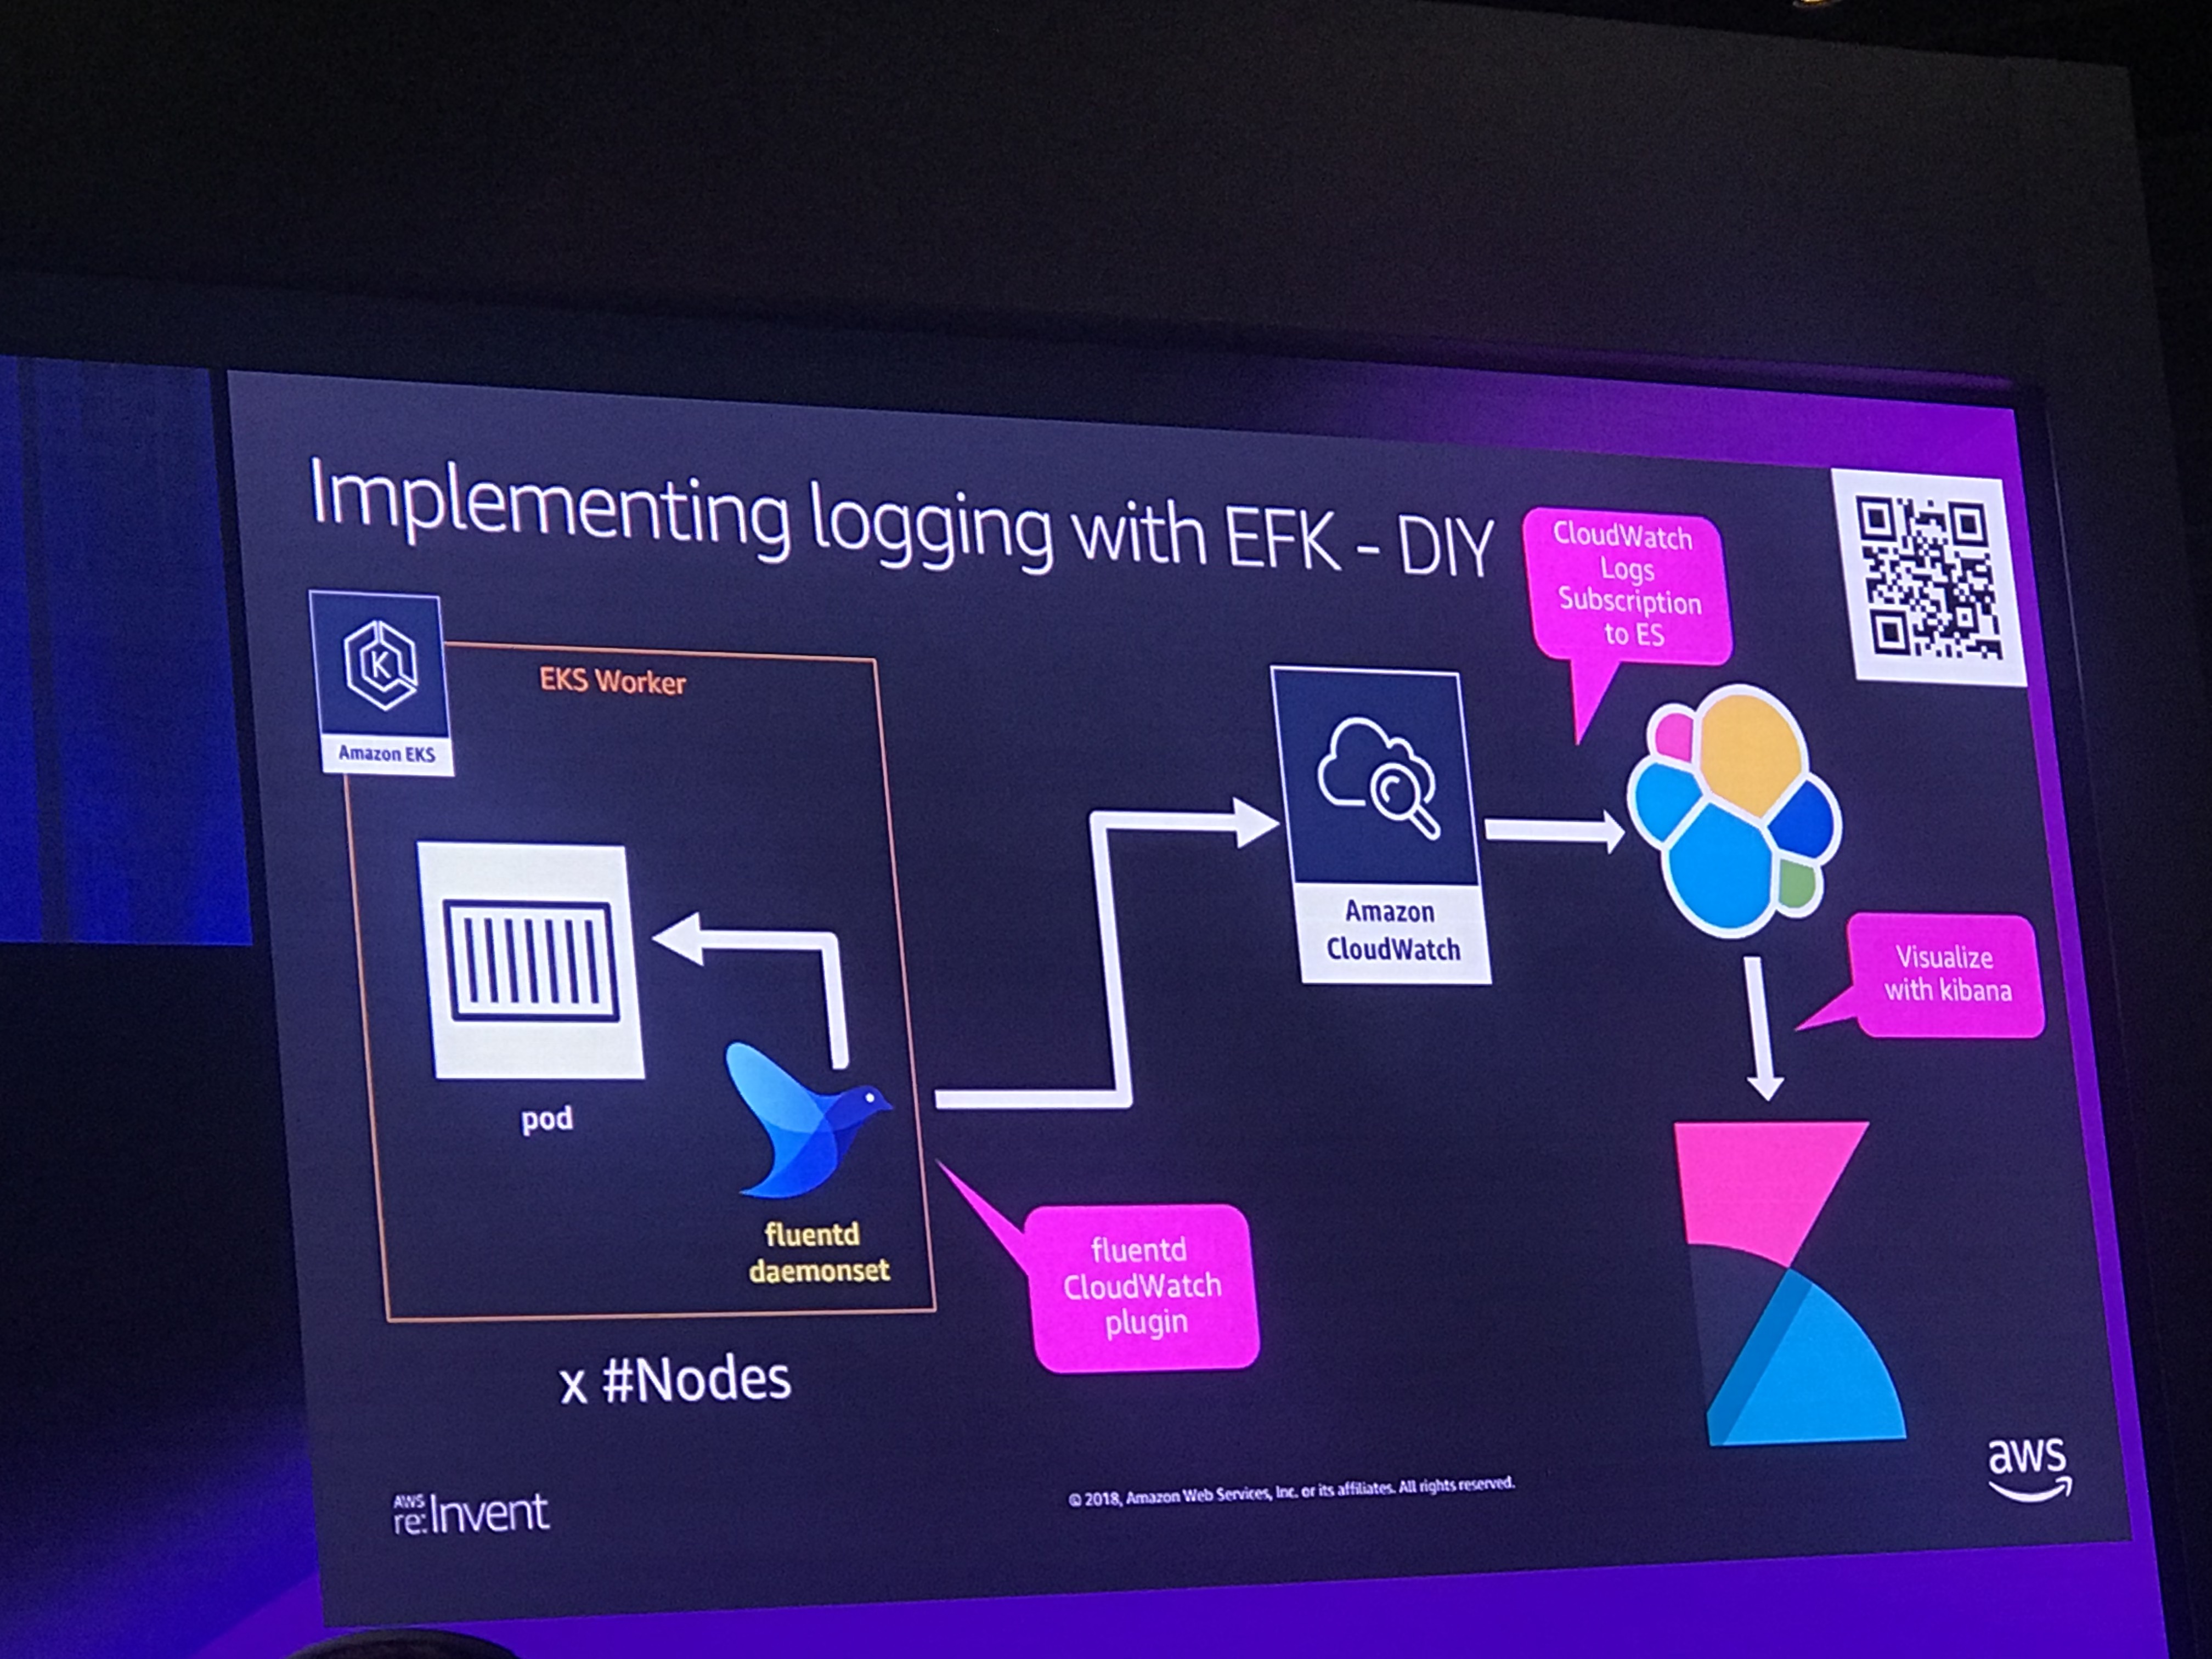 Implementing logging with EFK - DIY
CloudWatch
Logs
Subscription
to ES
K
EKS Worker
Amazon EKS
Amazon
CloudWatch
Visualize
with kibana
pod
fluentd
daemonset
fluentd
CloudWatch
plugin
x #Nodes
AWS
re:Invent
© 2018, Amazon Web Services, Inc. or its affiliates. All rights reserved.
aws